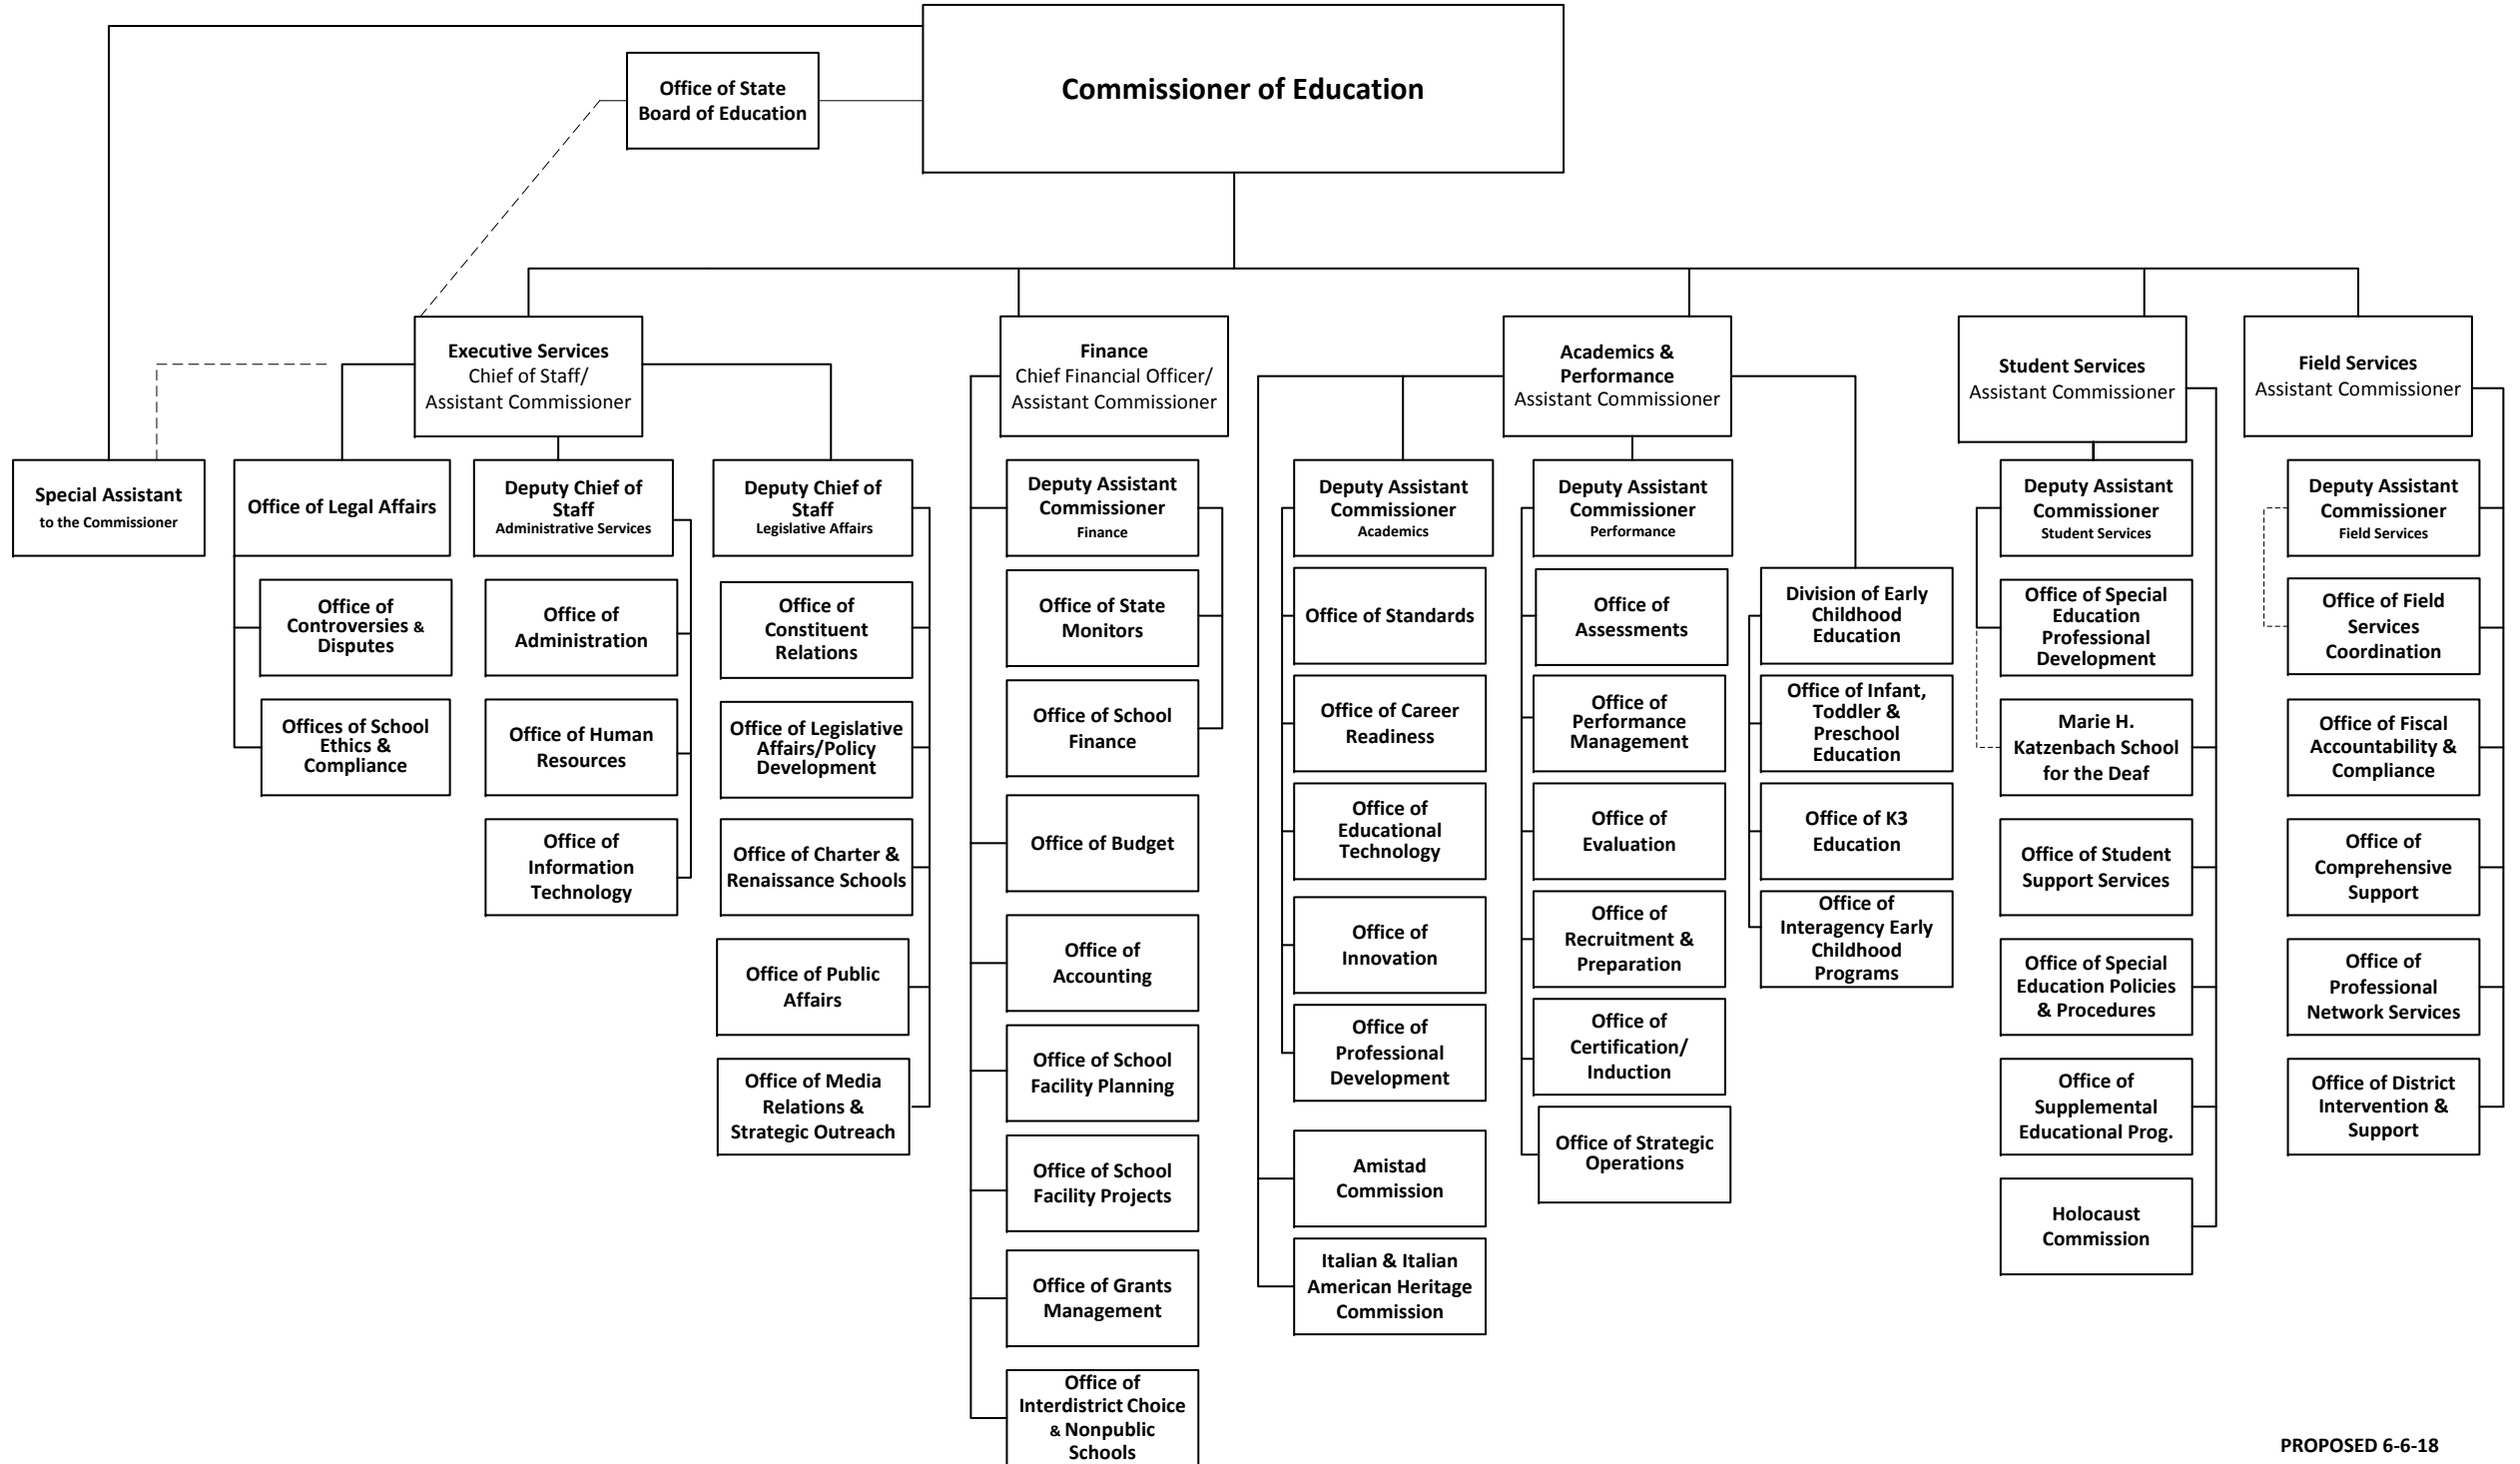 Commissioner of Education
Office of State
Board of Education
Executive Services
Chief of Staff/
Assistant Commissioner
Finance
Chief Financial Officer/
Assistant Commissioner
Academics &
Performance
Assistant Commissioner
Student Services
Assistant Commissioner
Field Services
Assistant Commissioner
Special Assistant
to the Commissioner
Office of Legal Affairs
Office of
Controversies &
Disputes
Offices of School
Ethics &
Compliance
Deputy Chief of
Staff
Administrative Services
Office of
Administration
Office of Human
Resources
Office of
Information
Technology
Deputy Chief of
Staff
Legislative Affairs
Office of
Constituent
Relations
Office of Legislative
Affairs/Policy
Development
Office of Charter &
Renaissance Schools
Office of Public
Affairs
Office of Media
Relations &
Strategic Outreach
Deputy Assistant
Commissioner
Finance
Office of State
Monitors
Office of School
Finance
Office of Budget
Office of
Accounting
Office of School
Facility Planning
Office of School
Facility Projects
Office of Grants
Management
Office of
Interdistrict Choice
& Nonpublic
Schools
Deputy Assistant
Commissioner
Academics
Office of Standards
Office of Career
Readiness
Office of
Educational
Technology
Office of
Innovation
Office of
Professional
Development
Amistad
Commission
Italian & Italian
American Heritage
Commission
Deputy Assistant
Commissioner
Performance
Office of
Assessments
Office of
Performance
Management
Office of
Evaluation
Office of
Recruitment &
Preparation
Office of
Certification/
Induction
Office of Strategic
Operations
Division of Early
Childhood
Education
Office of Infant,
Toddler &
Preschool
Education
Office of K3
Education
Office of
Interagency Early
Childhood
Programs
Deputy Assistant
Commissioner
Student Services
Office of Special
Education
Professional
Development
Marie H.
Katzenbach School
for the Deaf
Office of Student
Support Services
Office of Special
Education Policies
& Procedures
Office of
Supplemental
Educational Prog.
Holocaust
Commission
Deputy Assistant
Commissioner
Field Services
Office of Field
Services
Coordination
Office of Fiscal
Accountability &
Compliance
Office of
Comprehensive
Support
Office of
Professional
Network Services
Office of District
Intervention &
Support
PROPOSED 6-6-18